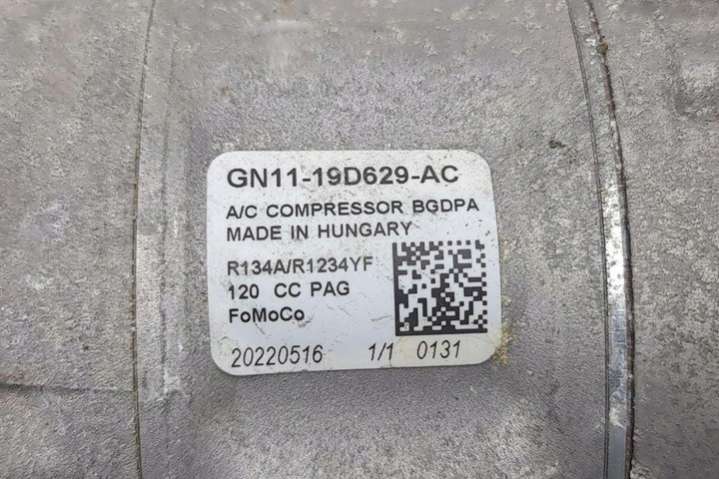 GN11-19D629-AC
A/C COMPRESSOR BGDPA
MADE IN HUNGARY
R134A/R1234YF
120 CC PAG
FoMoCo
20220516 1/1 0131